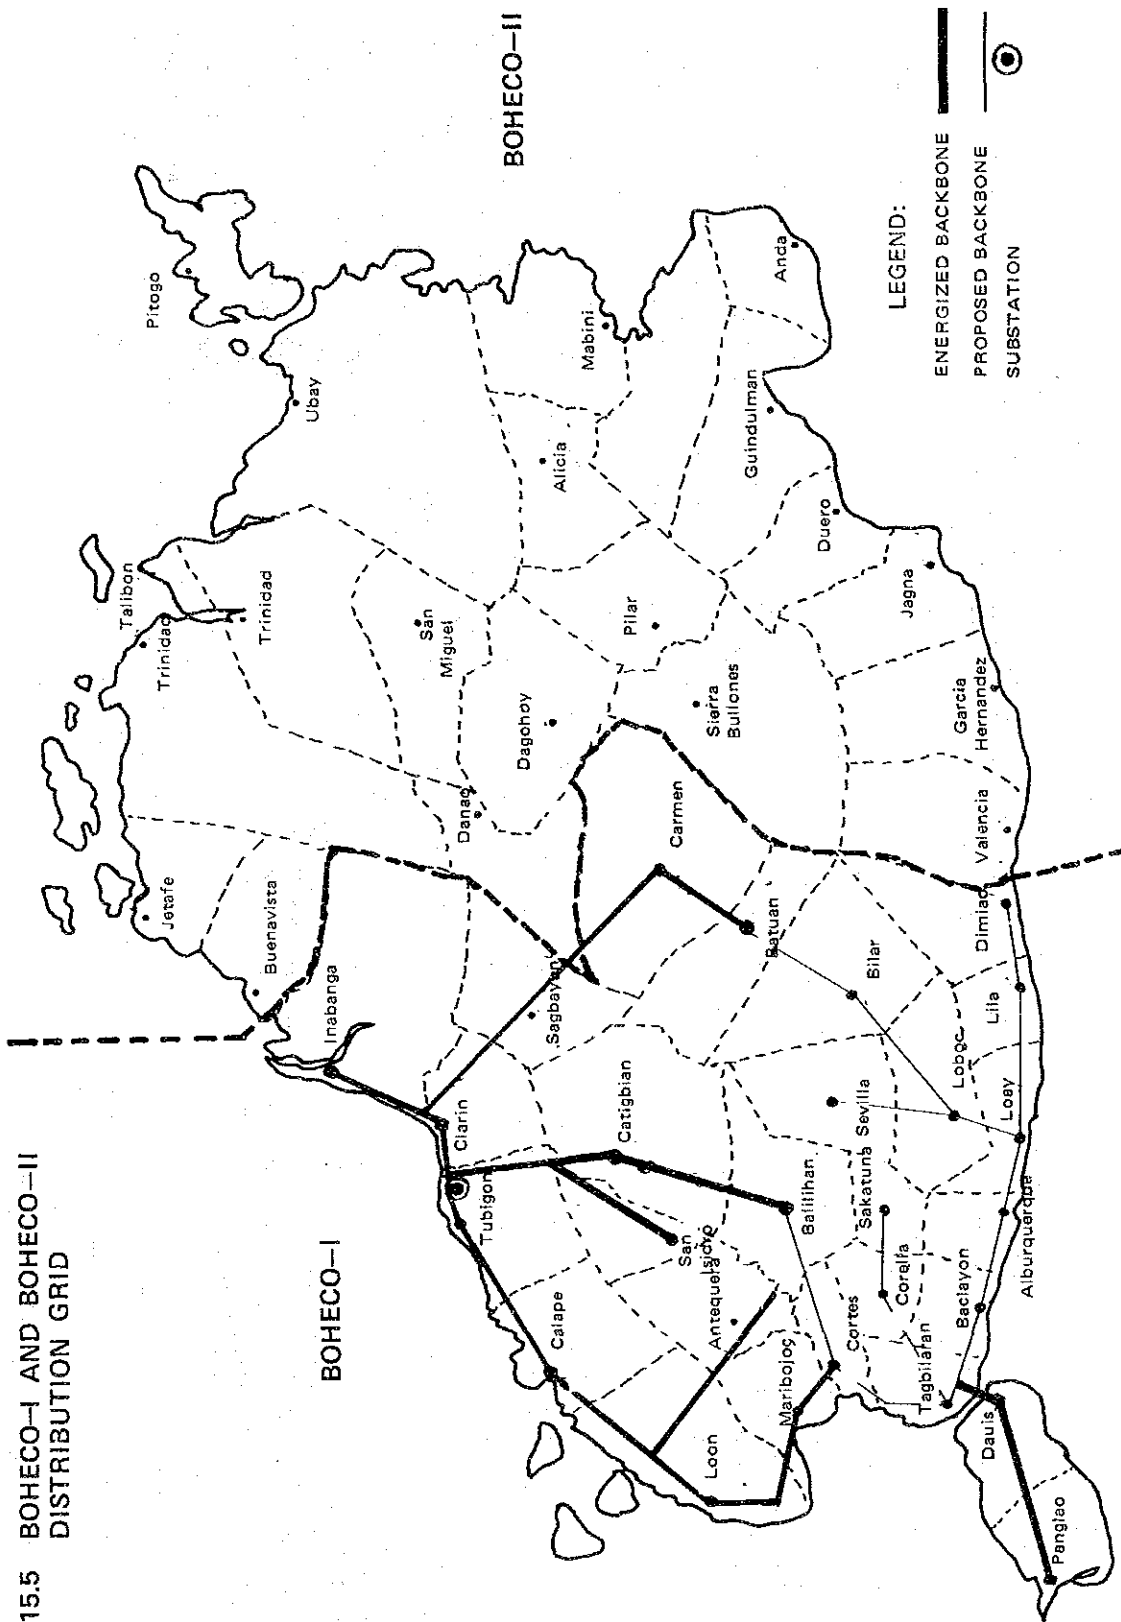 15.5 BOHECO-I AND BOHECO-II
DISTRIBUTION GRID
BOHECO-I
BOHECO-II
Pitogo
Talibon
Trinidad
Trinidad
Ubay
Jetafe
Buenavista
Inabanga
San
Miguel
Danao
Dagohoy
Alicia
Mabini
Clarin
Sagbayan
Tubigon
Catigbian
Carmen
Pilar
Sierra
Bullones
Calape
San
Isidro
Antequera
Balilihan
Batuan
Guindulman
Anda
Duero
Loon
Maribojoc
Cortes
Sakatuna
Sevilla
Bilar
Jagna
Corella
Loboc
Garcia
Hernandez
Valencia
Dimiao
Lila
Loay
Alburquerque
Baclayon
Tagbilaran
Dauis
Panglao
LEGEND:
ENERGIZED BACKBONE
PROPOSED BACKBONE
SUBSTATION